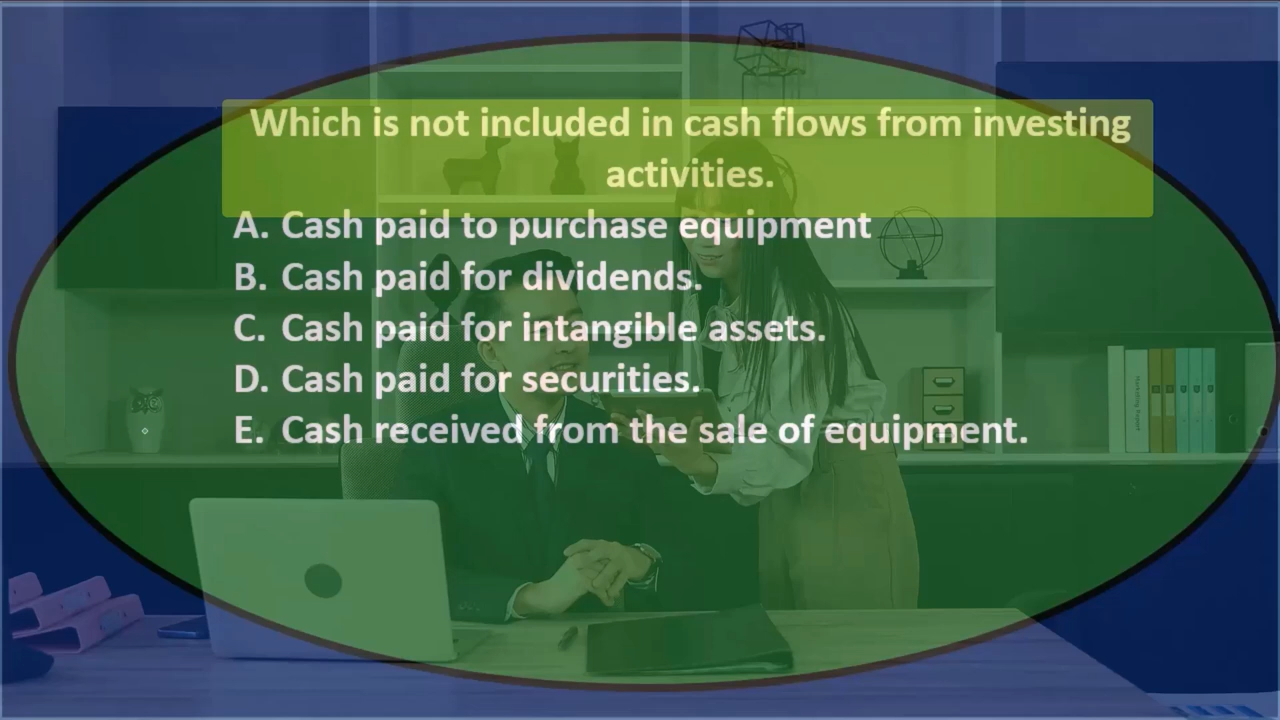 Which is not included in cash flows from investing
activities.
A. Cash paid to purchase equipment
B. Cash paid for dividends.
C. Cash paid for intangible assets.
D. Cash paid for securities.
E. Cash received from the sale of equipment.